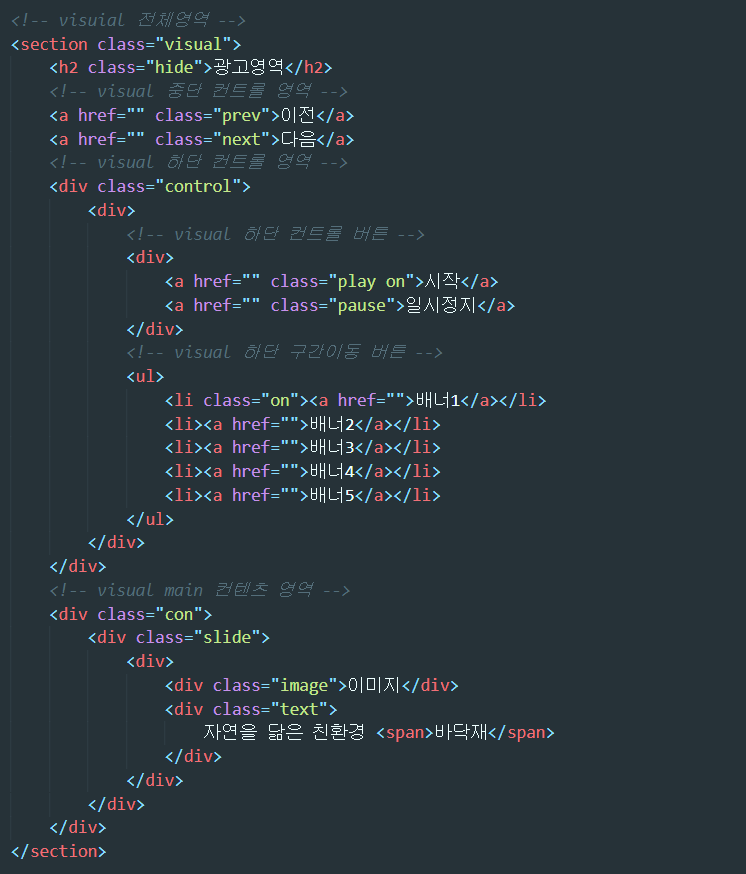 <!-- visuial 전체영역 -->
<section class="visual">
    <h2 class="hide">광고영역</h2>
    <!-- visual 중단 컨트롤 영역 -->
    <a href="" class="prev">이전</a>
    <a href="" class="next">다음</a>
    <!-- visual 하단 컨트롤 영역 -->
    <div class="control">
        <div>
            <!-- visual 하단 컨트롤 버튼 -->
            <div>
                <a href="" class="play on">시작</a>
                <a href="" class="pause">일시정지</a>
            </div>
            <!-- visual 하단 구간이동 버튼 -->
            <ul>
                <li class="on"><a href="">배너1</a></li>
                <li><a href="">배너2</a></li>
                <li><a href="">배너3</a></li>
                <li><a href="">배너4</a></li>
                <li><a href="">배너5</a></li>
            </ul>
        </div>
    </div>
    <!-- visual main 컨텐츠 영역 -->
    <div class="con">
        <div class="slide">
            <div>
                <div class="image">이미지</div>
                <div class="text">
                    자연을 닮은 친환경 <span>바닥재</span>
                </div>
            </div>
        </div>
    </div>
</section>